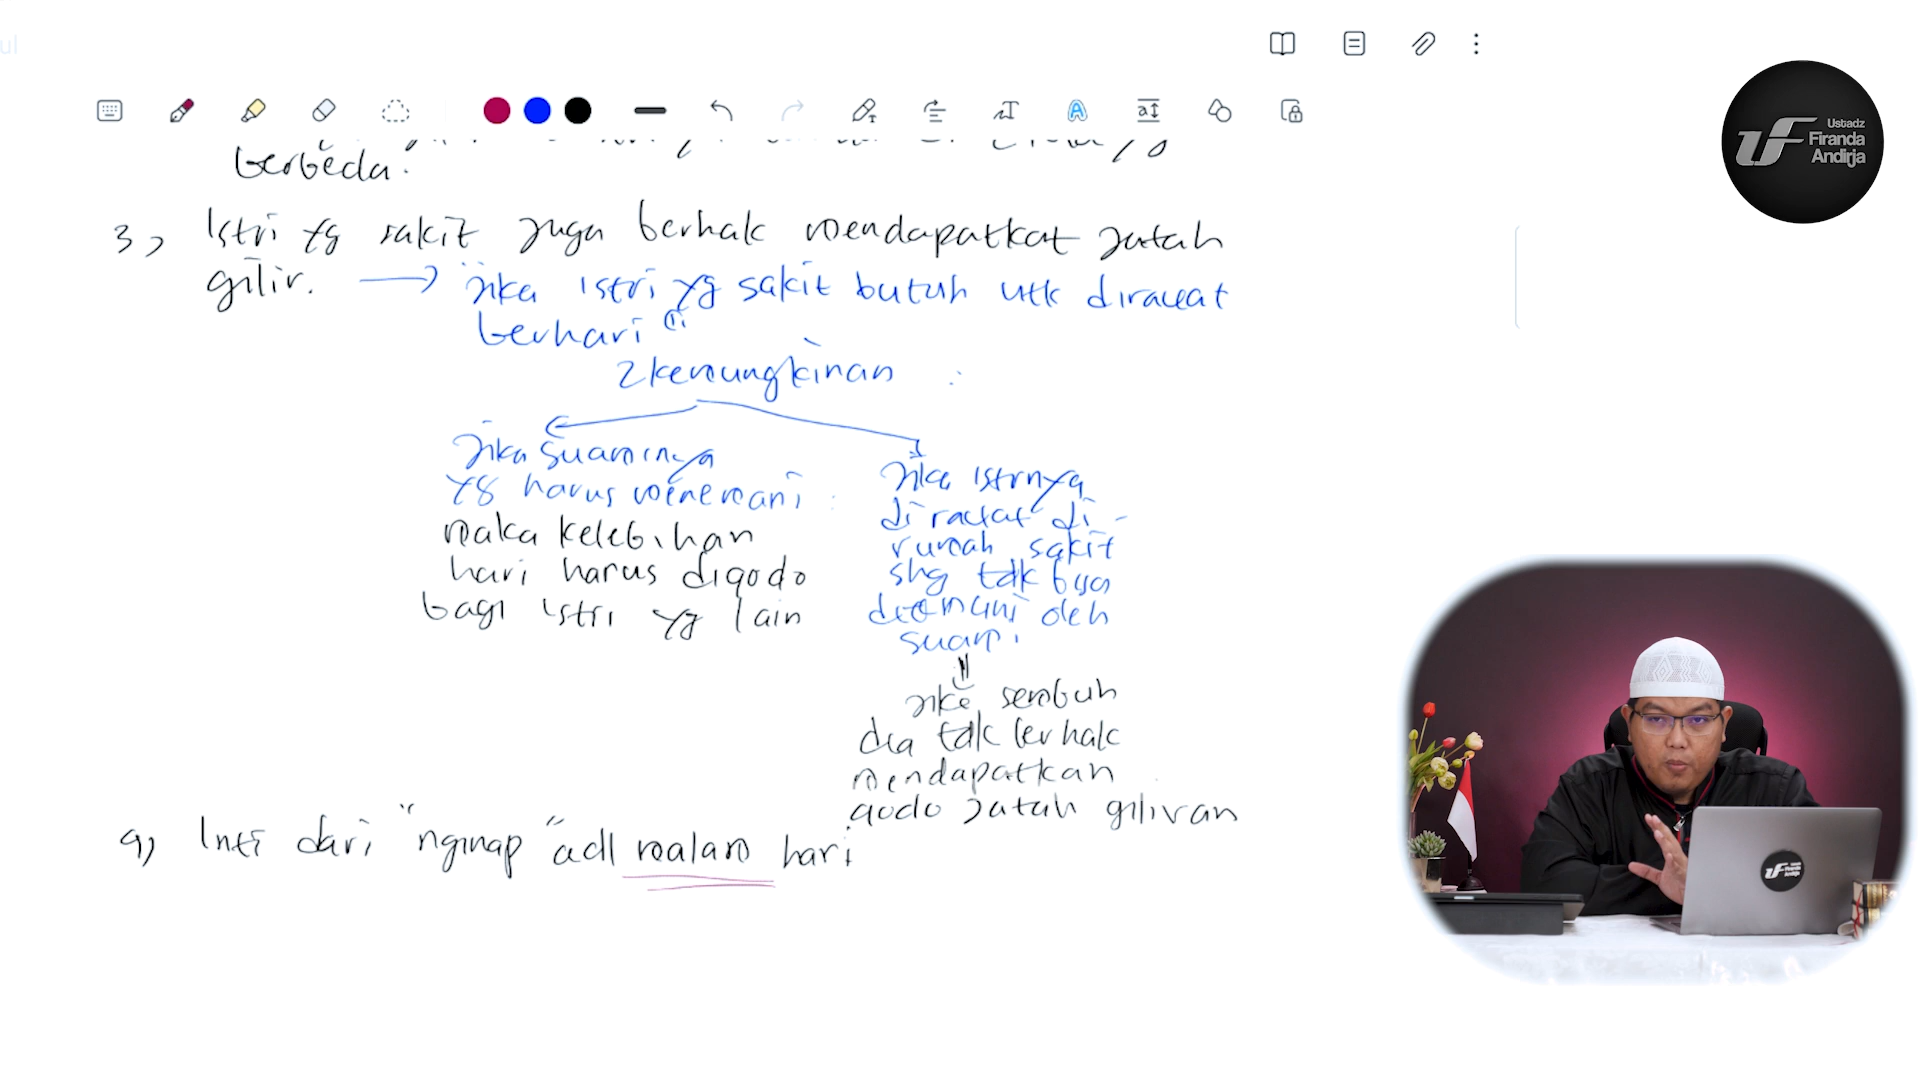 ul
Ustadz
Firanda
Andirja
berbeda.
3, Istri yg sakit juga berhak mendapatkat jatah
gilir. → jika istri yg sakit butuh utk dirawat
berhari
2 kemungkinan :
jika suaminya
yg harus menemani :
maka kelebihan
hari harus diqodo
bagi istri yg lain
jika istrnya
dirawat di
rumah sakit
shg tdk bisa
ditemani oleh
suami
jika sembuh
dia tdk berhak
mendapatkan
qodo jatah giliran
4, Inti dari "nginap" adl malam hari